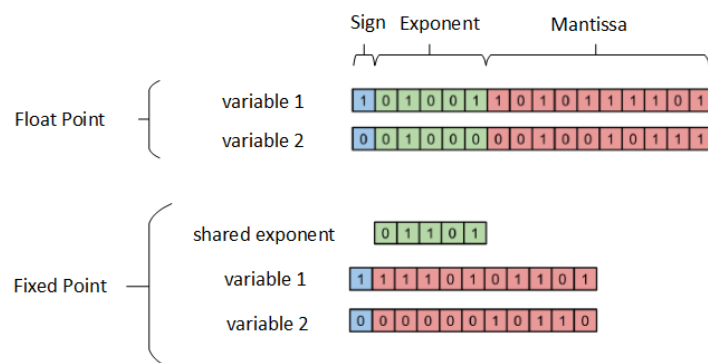 Sign Exponent Mantissa
Float Point
variable 1 1 0 1 0 0 1 1 0 1 0 1 1 1 1 0 1
variable 2 0 0 1 0 0 0 0 0 1 0 0 1 0 1 1 1
shared exponent 0 1 1 0 1
Fixed Point
variable 1 1 1 1 1 0 1 0 1 1 0 1
variable 2 0 0 0 0 0 0 1 0 1 1 0